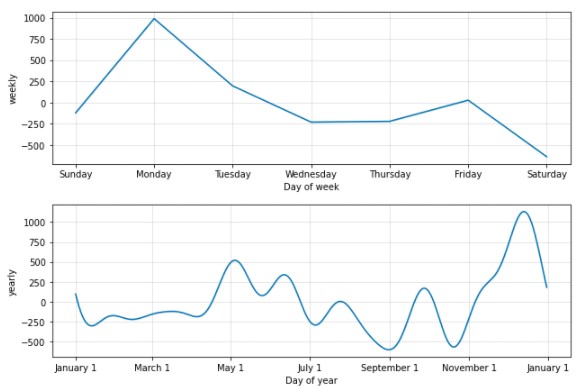 1000
750
500
250
0
−250
−500
weekly
Sunday Monday Tuesday Wednesday Thursday Friday Saturday
Day of week
1000
750
500
250
0
−250
−500
yearly
January 1 March 1 May 1 July 1 September 1 November 1 January 1
Day of year